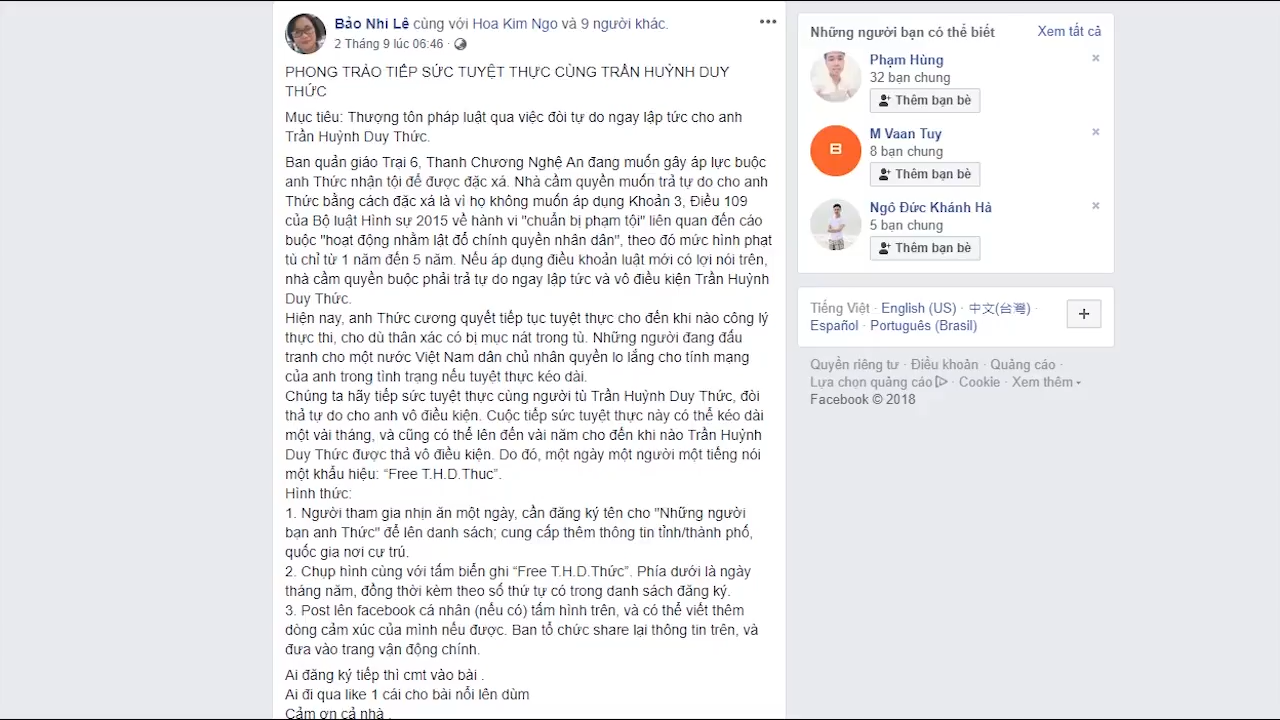 Bảo Nhi Lê cùng với Hoa Kim Ngo và 9 người khác.
2 Tháng 9 lúc 06:46 ·
PHONG TRÀO TIẾP SỨC TUYỆT THỰC CÙNG TRẦN HUỲNH DUY
THỨC
Mục tiêu: Thượng tôn pháp luật qua việc đòi tự do ngay lập tức cho anh
Trần Huỳnh Duy Thức.
Ban quản giáo Trại 6, Thanh Chương Nghệ An đang muốn gây áp lực buộc
anh Thức nhận tội để được đặc xá. Nhà cầm quyền muốn trả tự do cho anh
Thức bằng cách đặc xá là vì họ không muốn áp dụng Khoản 3, Điều 109
của Bộ luật Hình sự 2015 về hành vi "chuẩn bị phạm tội" liên quan đến cáo
buộc "hoạt động nhằm lật đổ chính quyền nhân dân", theo đó mức hình phạt
tù chỉ từ 1 năm đến 5 năm. Nếu áp dụng điều khoản luật mới có lợi nói trên,
nhà cầm quyền buộc phải trả tự do ngay lập tức và vô điều kiện Trần Huỳnh
Duy Thức.
Hiện nay, anh Thức cương quyết tiếp tục tuyệt thực cho đến khi nào công lý
thực thi, cho dù thân xác có bị mục nát trong tù. Những người đang đấu
tranh cho một nước Việt Nam dân chủ nhân quyền lo lắng cho tính mạng
của anh trong tình trạng nếu tuyệt thực kéo dài.
Chúng ta hãy tiếp sức tuyệt thực cùng người tù Trần Huỳnh Duy Thức, đòi
thả tự do cho anh vô điều kiện. Cuộc tiếp sức tuyệt thực này có thể kéo dài
một vài tháng, và cũng có thể lên đến vài năm cho đến khi nào Trần Huỳnh
Duy Thức được thả vô điều kiện. Do đó, một ngày một người một tiếng nói
một khẩu hiệu: “Free T.H.D.Thuc”.
Hình thức:
1. Người tham gia nhịn ăn một ngày, cần đăng ký tên cho "Những người
bạn anh Thức" để lên danh sách; cung cấp thêm thông tin tỉnh/thành phố,
quốc gia nơi cư trú.
2. Chụp hình cùng với tấm biển ghi “Free T.H.D.Thức”. Phía dưới là ngày
tháng năm, đồng thời kèm theo số thứ tự có trong danh sách đăng ký.
3. Post lên facebook cá nhân (nếu có) tấm hình trên, và có thể viết thêm
dòng cảm xúc của mình nếu được. Ban tổ chức share lại thông tin trên, và
đưa vào trang vận động chính.
Ai đăng ký tiếp thì cmt vào bài .
Ai đi qua like 1 cái cho bài nổi lên dùm
Cảm ơn cả nhà .
Những người bạn có thể biết
Xem tất cả
Phạm Hùng
32 bạn chung
Thêm bạn bè
M Vaan Tuy
8 bạn chung
Thêm bạn bè
Ngô Đức Khánh Hà
5 bạn chung
Thêm bạn bè
Tiếng Việt · English (US) · 中文(台灣) ·
Español · Português (Brasil)
Quyền riêng tư · Điều khoản · Quảng cáo ·
Lựa chọn quảng cáo · Cookie · Xem thêm
Facebook © 2018